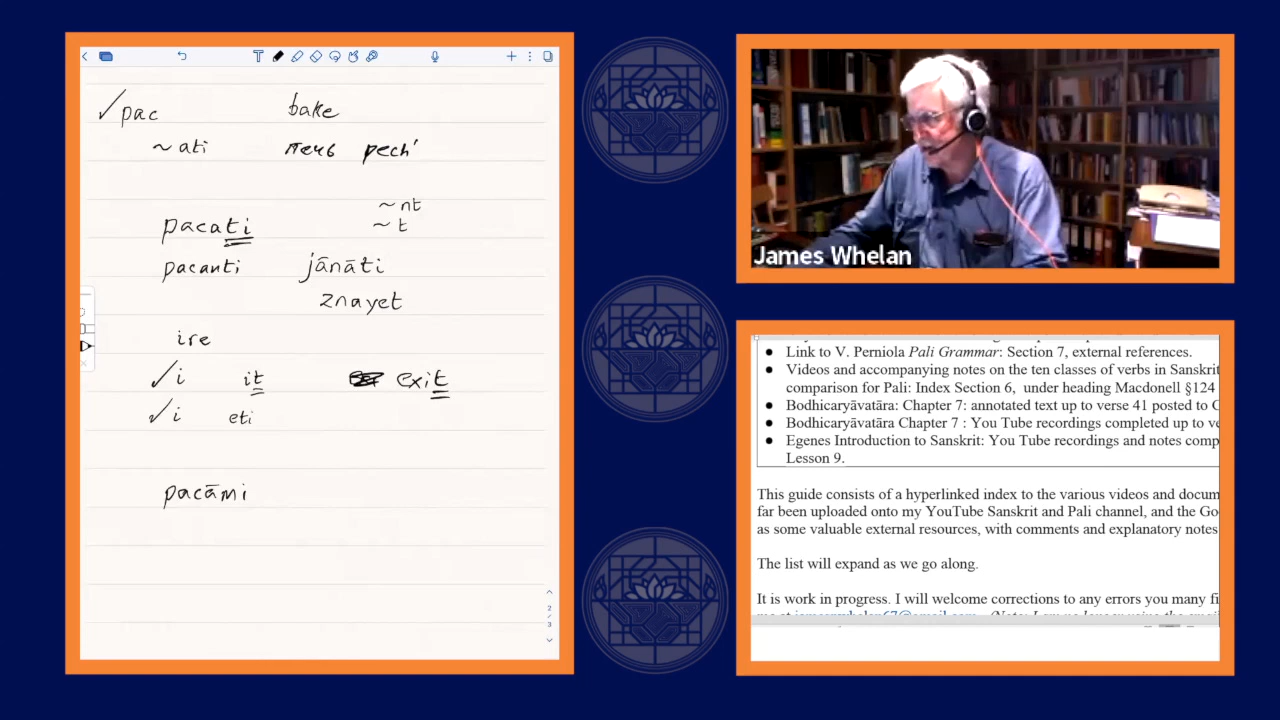 √pac bake
~ati печь pech'
~nt
pacati ~t
pacanti jānāti
znayet
ire
√i it exit
√i eti
pacāmi
2
3
James Whelan
● Link to V. Perniola Pali Grammar: Section 7, external references.
● Videos and accompanying notes on the ten classes of verbs in Sanskrit
comparison for Pali: Index Section 6, under heading Macdonell §124
● Bodhicaryāvatāra: Chapter 7: annotated text up to verse 41 posted to
● Bodhicaryāvatāra Chapter 7 : You Tube recordings completed up to
● Egenes Introduction to Sanskrit: You Tube recordings and notes comp
Lesson 9.
This guide consists of a hyperlinked index to the various videos and docum
far been uploaded onto my YouTube Sanskrit and Pali channel, and the Go
as some valuable external resources, with comments and explanatory notes
The list will expand as we go along.
It is work in progress. I will welcome corrections to any errors you many fi